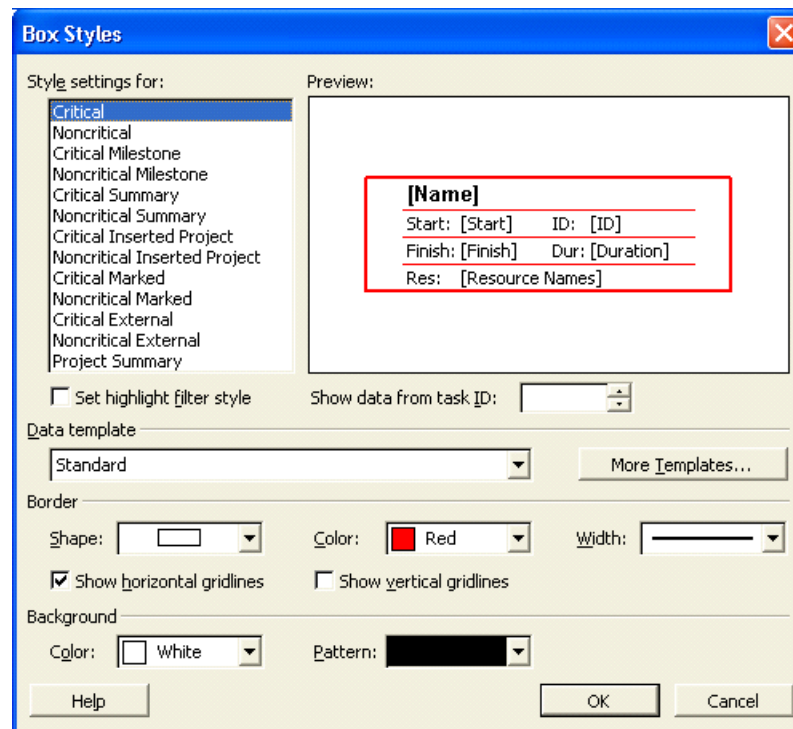 Box Styles
Style settings for:
Preview:
Critical
Noncritical
Critical Milestone
Noncritical Milestone
Critical Summary
Noncritical Summary
Critical Inserted Project
Noncritical Inserted Project
Critical Marked
Noncritical Marked
Critical External
Noncritical External
Project Summary
[Name]
Start: [Start] ID: [ID]
Finish: [Finish] Dur: [Duration]
Res: [Resource Names]
Set highlight filter style
Show data from task ID:
Data template
Standard
More Templates...
Border
Shape:
Color: Red
Width:
Show horizontal gridlines
Show vertical gridlines
Background
Color: White
Pattern:
Help
OK
Cancel